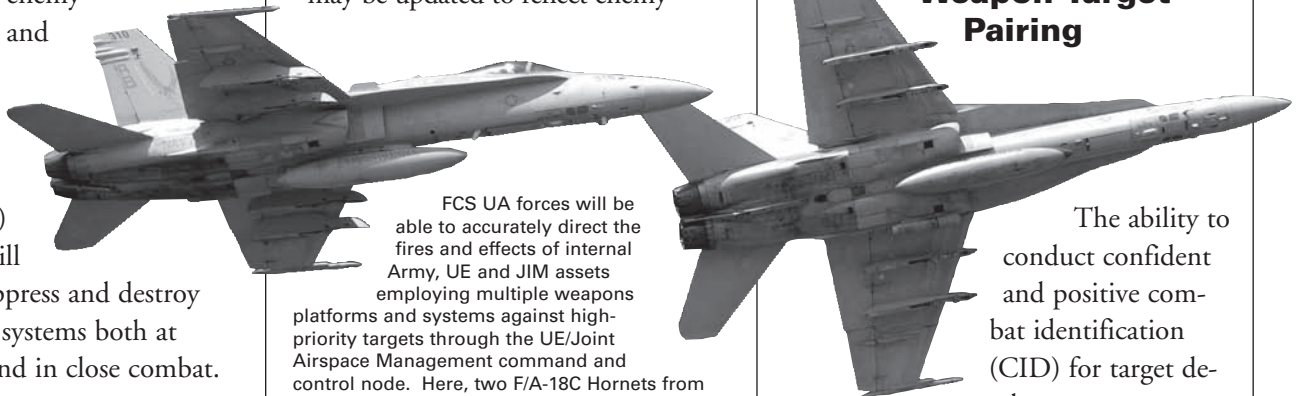 enemy
and
)
ill
ppress and destroy
systems both at
nd in close combat.
may be updated to reflect enemy
310
FCS UA forces will be
able to accurately direct the
fires and effects of internal
Army, UE and JIM assets
employing multiple weapons
platforms and systems against high-
priority targets through the UE/Joint
Airspace Management command and
control node. Here, two F/A-18C Hornets from
Weapon-Target
Pairing
The ability to
conduct confident
and positive com-
bat identification
(CID) for target de-